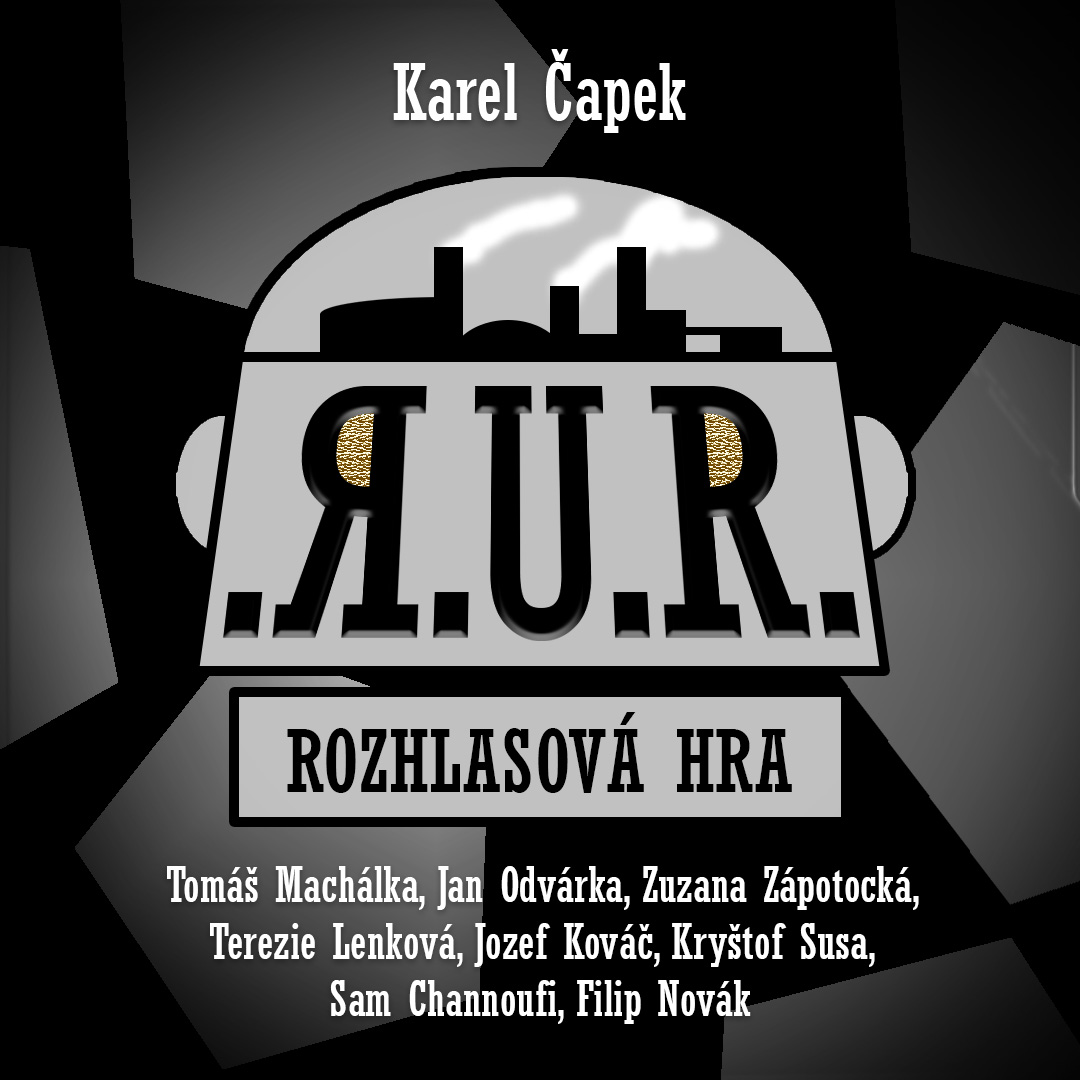 Karel Čapek
.R.U.R.
ROZHLASOVÁ HRA
Tomáš Machálka, Jan Odvárka, Zuzana Zápotocká,
Terezie Lenková, Jozef Kováč, Kryštof Susa,
Sam Channoufi, Filip Novák